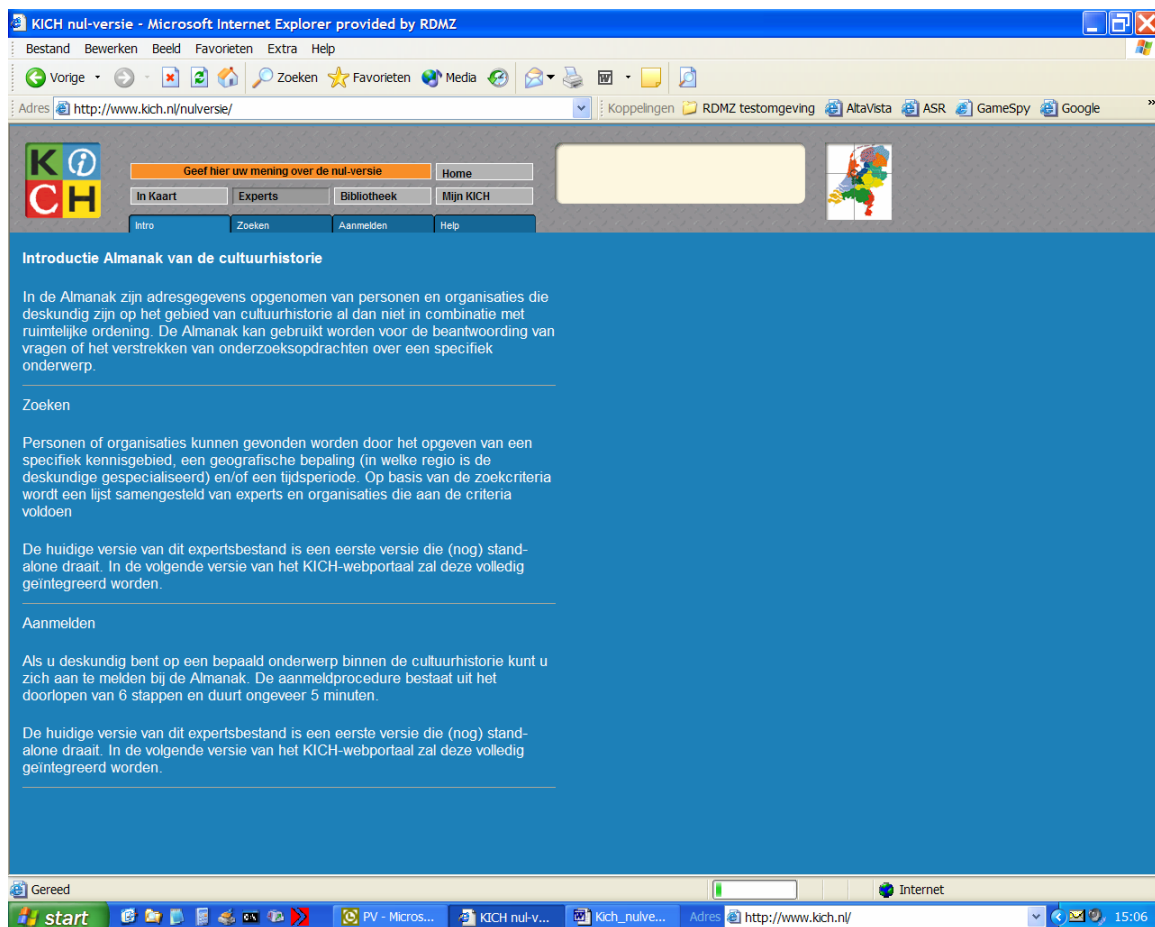 KICH nul-versie - Microsoft Internet Explorer provided by RDMZ
Bestand Bewerken Beeld Favorieten Extra Help
Vorige Zoeken Favorieten Media
Adres http://www.kich.nl/nulversie/ Koppelingen RDMZ testomgeving AltaVista ASR GameSpy Google »
K i
C H
Geef hier uw mening over de nul-versie Home
In Kaart Experts Bibliotheek Mijn KICH
Intro Zoeken Aanmelden Help
Introductie Almanak van de cultuurhistorie
In de Almanak zijn adresgegevens opgenomen van personen en organisaties die
deskundig zijn op het gebied van cultuurhistorie al dan niet in combinatie met
ruimtelijke ordening. De Almanak kan gebruikt worden voor de beantwoording van
vragen of het verstrekken van onderzoeksopdrachten over een specifiek
onderwerp.
Zoeken
Personen of organisaties kunnen gevonden worden door het opgeven van een
specifiek kennisgebied, een geografische bepaling (in welke regio is de
deskundige gespecialiseerd) en/of een tijdsperiode. Op basis van de zoekcriteria
wordt een lijst samengesteld van experts en organisaties die aan de criteria
voldoen
De huidige versie van dit expertsbestand is een eerste versie die (nog) stand-
alone draait. In de volgende versie van het KICH-webportaal zal deze volledig
geïntegreerd worden.
Aanmelden
Als u deskundig bent op een bepaald onderwerp binnen de cultuurhistorie kunt u
zich aan te melden bij de Almanak. De aanmeldprocedure bestaat uit het
doorlopen van 6 stappen en duurt ongeveer 5 minuten.
De huidige versie van dit expertsbestand is een eerste versie die (nog) stand-
alone draait. In de volgende versie van het KICH-webportaal zal deze volledig
geïntegreerd worden.
Gereed Internet
start PV - Micros... KICH nul-v... Kich_nulve... Adres http://www.kich.nl/ 15:06